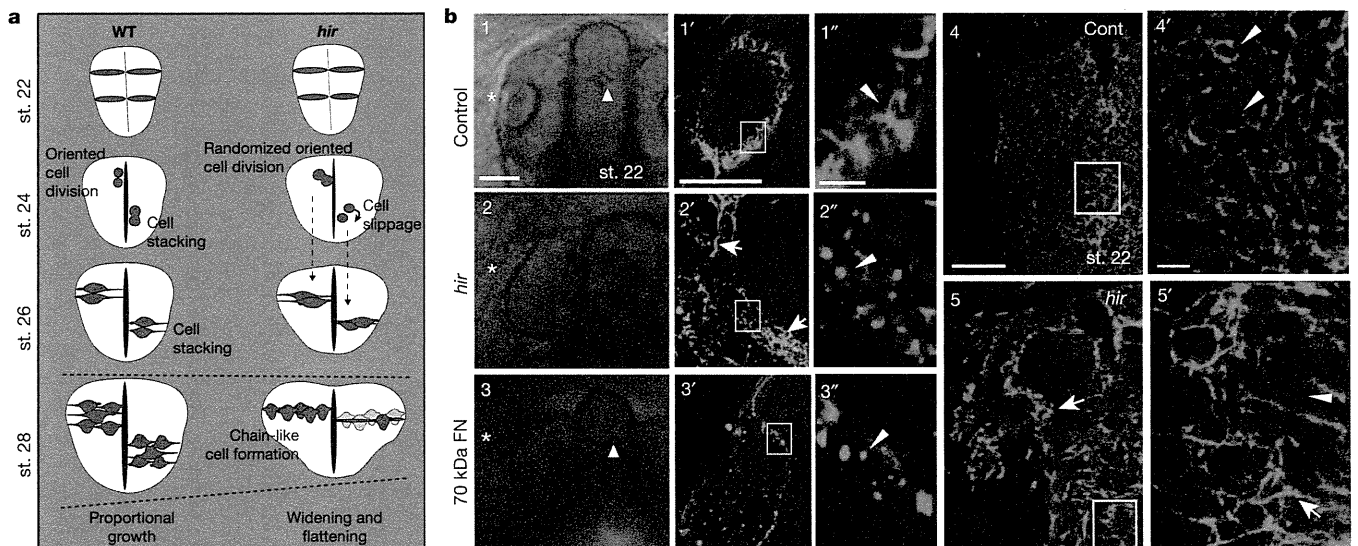 a
WT
hir
st. 22
Oriented
cell
division
Randomized oriented
cell division
st. 24
Cell
stacking
Cell
slippage
st. 26
Cell
stacking
st. 28
Chain-like
cell formation
Proportional
growth
Widening and
flattening
b
Control
1
*
st. 22
1′
1″
hir
2
*
2′
2″
70 kDa FN
3
*
3′
3″
4
Cont
st. 22
4′
5
hir
5′